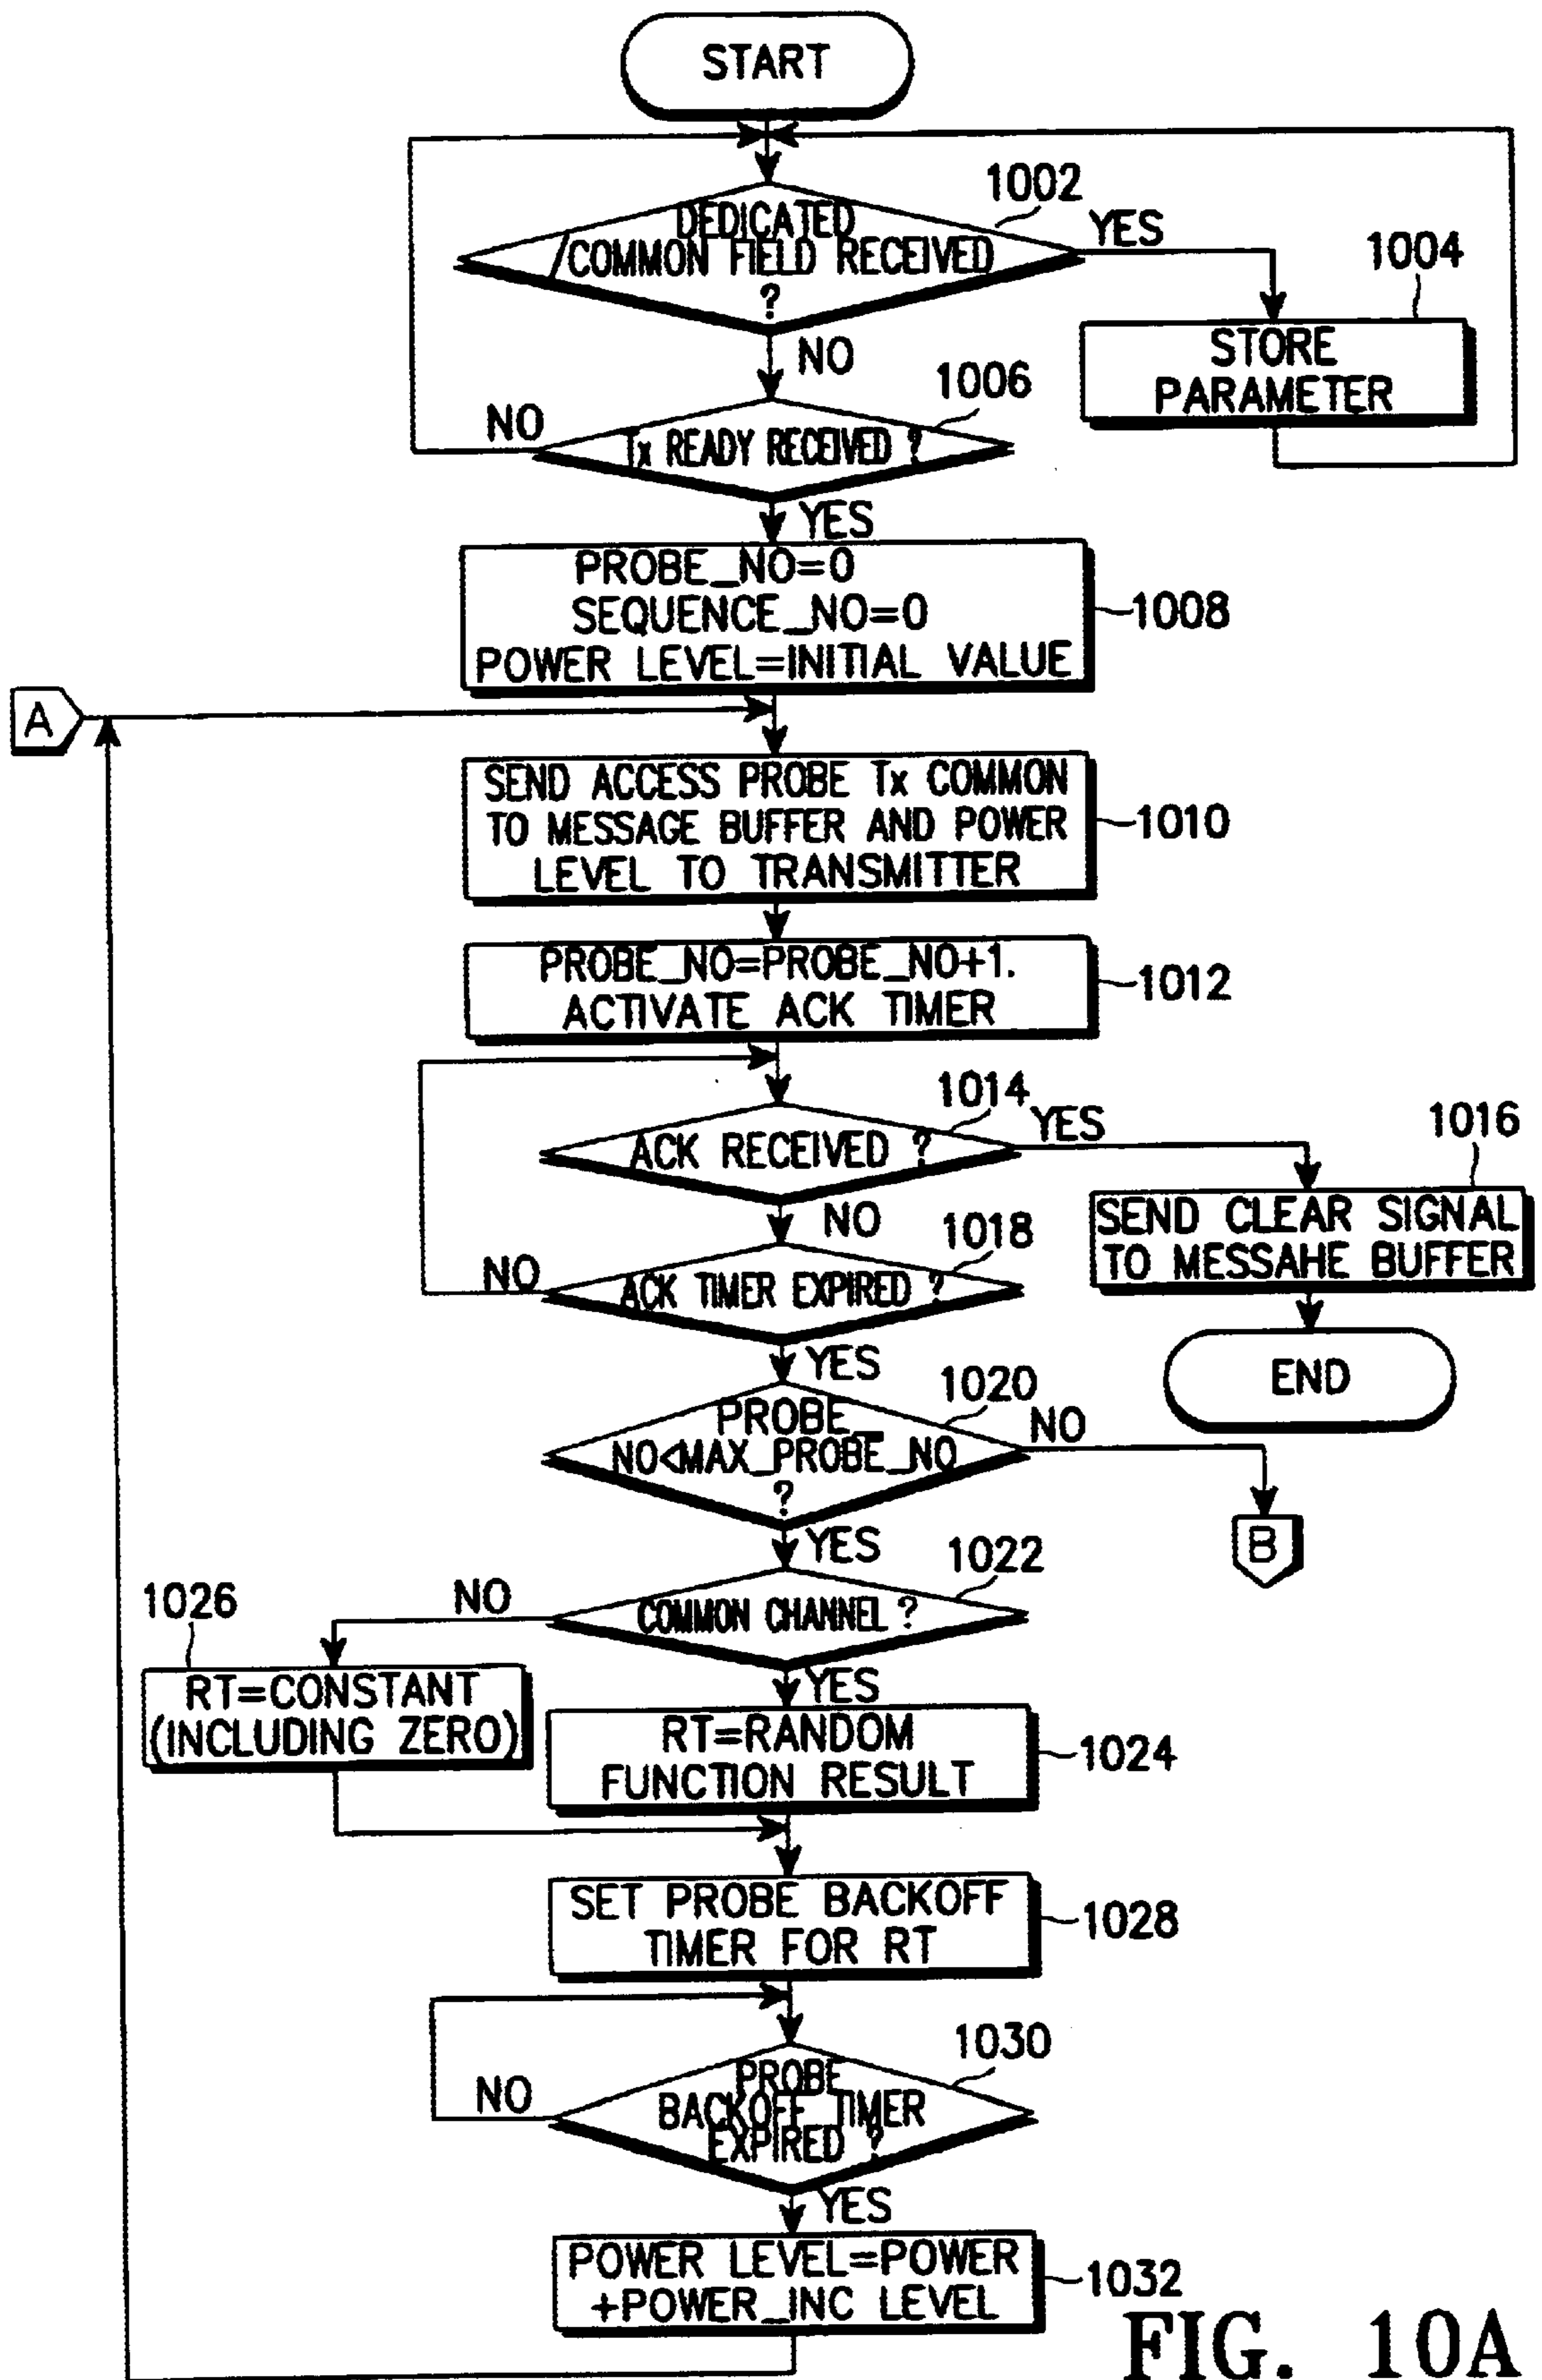 START
1002
DEDICATED
/COMMON FIELD RECEIVED
?
YES
1004
STORE
PARAMETER
NO
1006
NO
Tx READY RECEIVED ?
YES
PROBE_NO=0
SEQUENCE_NO=0
POWER LEVEL=INITIAL VALUE
1008
A
SEND ACCESS PROBE Tx COMMON
TO MESSAGE BUFFER AND POWER
LEVEL TO TRANSMITTER
1010
PROBE_NO=PROBE_NO+1.
ACTIVATE ACK TIMER
1012
1014
ACK RECEIVED ?
YES
1016
SEND CLEAR SIGNAL
TO MESSAHE BUFFER
NO
1018
NO
ACK TIMER EXPIRED ?
END
YES
1020
PROBE_
NO<MAX_PROBE_NO
?
NO
B
YES
1022
COMMON CHANNEL ?
NO
1026
RT=CONSTANT
(INCLUDING ZERO)
YES
RT=RANDOM
FUNCTION RESULT
1024
SET PROBE BACKOFF
TIMER FOR RT
1028
1030
PROBE
BACKOFF TIMER
EXPIRED ?
NO
YES
POWER LEVEL=POWER
+POWER_INC LEVEL
1032
FIG. 10A